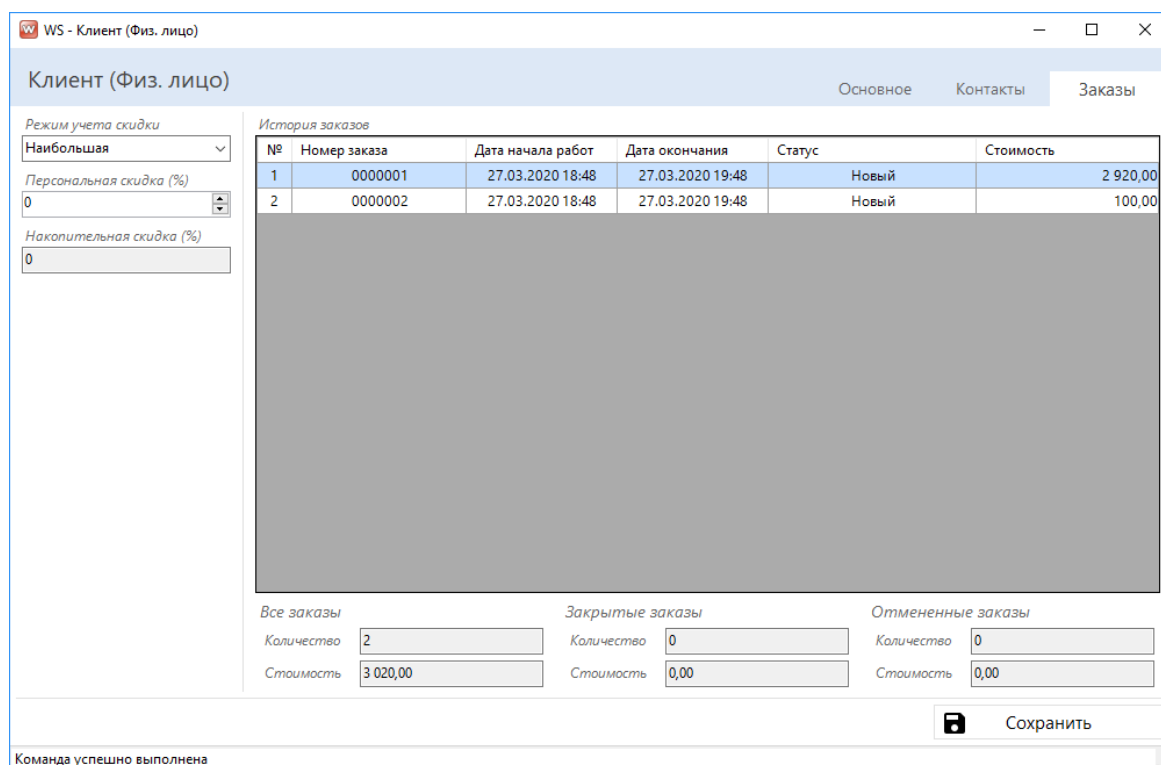 WS - Клиент (Физ. лицо)
Клиент (Физ. лицо)
Основное Контакты Заказы
Режим учета скидки
Наибольшая
Персональная скидка (%)
0
Накопительная скидка (%)
0
История заказов
№ Номер заказа Дата начала работ Дата окончания Статус Стоимость
1 0000001 27.03.2020 18:48 27.03.2020 19:48 Новый 2 920,00
2 0000002 27.03.2020 18:48 27.03.2020 19:48 Новый 100,00
Все заказы Закрытые заказы Отмененные заказы
Количество 2 Количество 0 Количество 0
Стоимость 3 020,00 Стоимость 0,00 Стоимость 0,00
Сохранить
Команда успешно выполнена